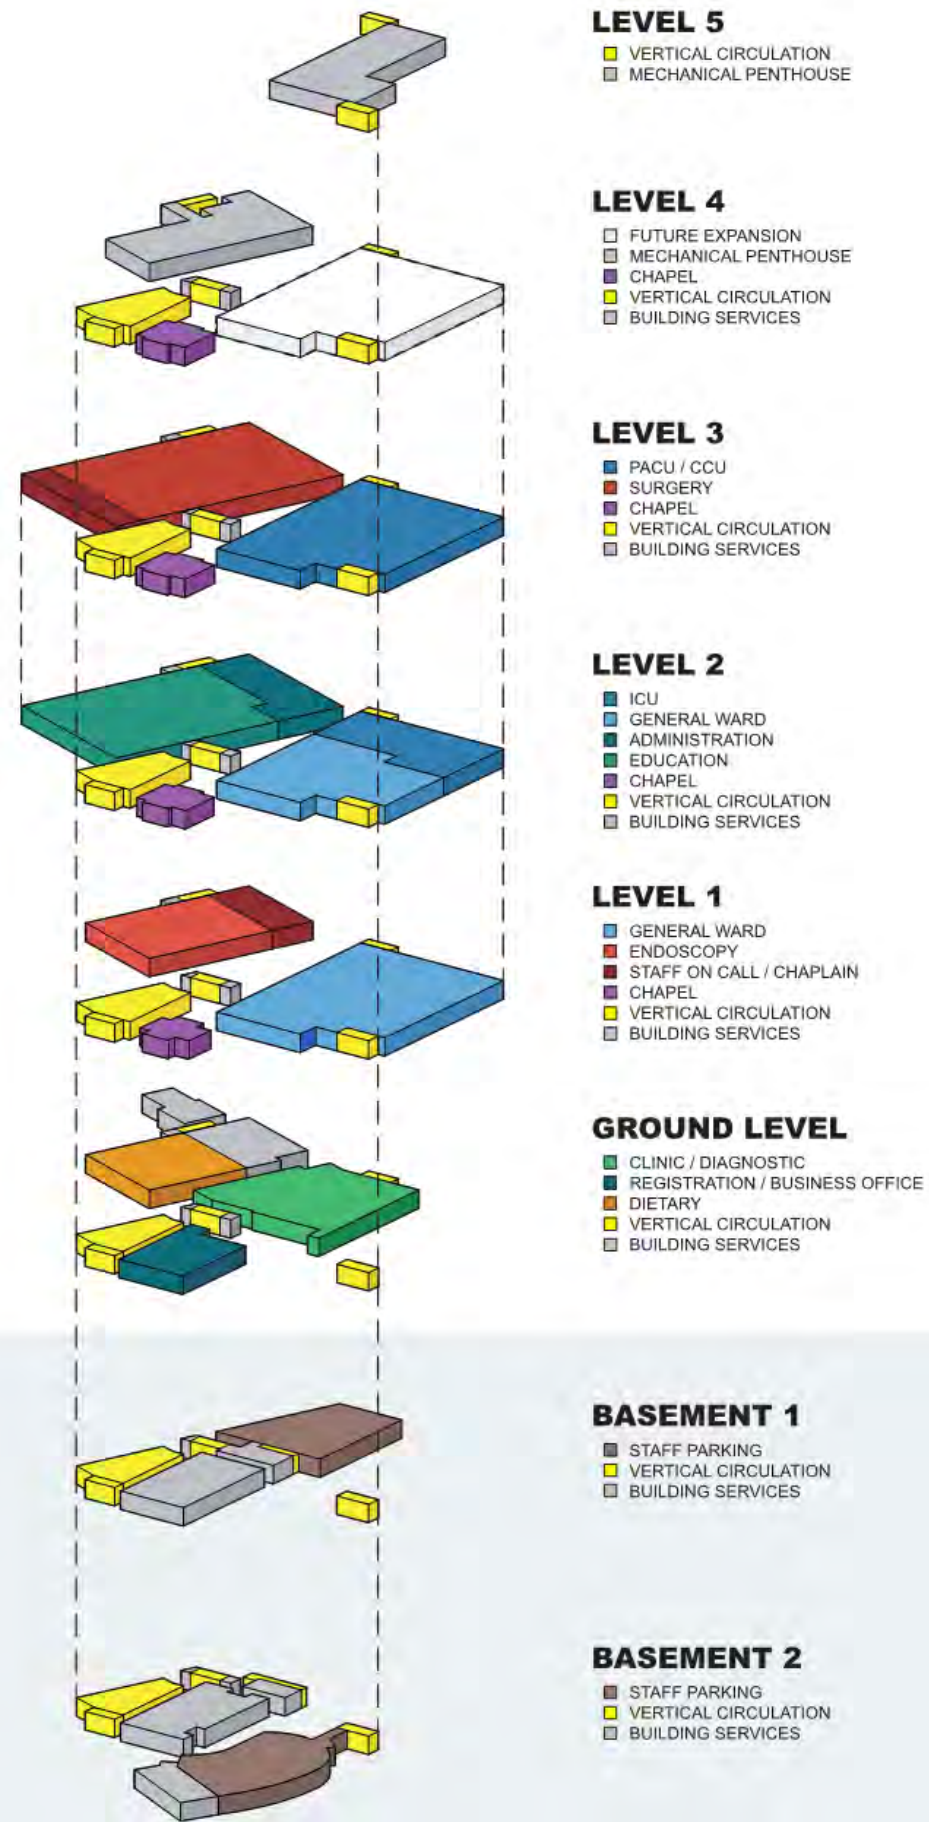 LEVEL 5
VERTICAL CIRCULATION
MECHANICAL PENTHOUSE
LEVEL 4
FUTURE EXPANSION
MECHANICAL PENTHOUSE
CHAPEL
VERTICAL CIRCULATION
BUILDING SERVICES
LEVEL 3
PACU / CCU
SURGERY
CHAPEL
VERTICAL CIRCULATION
BUILDING SERVICES
LEVEL 2
ICU
GENERAL WARD
ADMINISTRATION
EDUCATION
CHAPEL
VERTICAL CIRCULATION
BUILDING SERVICES
LEVEL 1
GENERAL WARD
ENDOSCOPY
STAFF ON CALL / CHAPLAIN
CHAPEL
VERTICAL CIRCULATION
BUILDING SERVICES
GROUND LEVEL
CLINIC / DIAGNOSTIC
REGISTRATION / BUSINESS OFFICE
DIETARY
VERTICAL CIRCULATION
BUILDING SERVICES
BASEMENT 1
STAFF PARKING
VERTICAL CIRCULATION
BUILDING SERVICES
BASEMENT 2
STAFF PARKING
VERTICAL CIRCULATION
BUILDING SERVICES